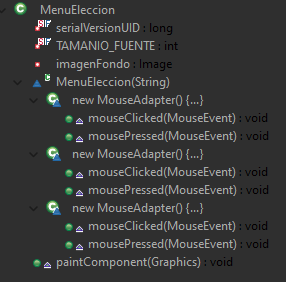 MenuEleccion
serialVersionUID : long
TAMANIO_FUENTE : int
imagenFondo : Image
MenuEleccion(String)
new MouseAdapter() {...}
mouseClicked(MouseEvent) : void
mousePressed(MouseEvent) : void
new MouseAdapter() {...}
mouseClicked(MouseEvent) : void
mousePressed(MouseEvent) : void
new MouseAdapter() {...}
mouseClicked(MouseEvent) : void
mousePressed(MouseEvent) : void
paintComponent(Graphics) : void